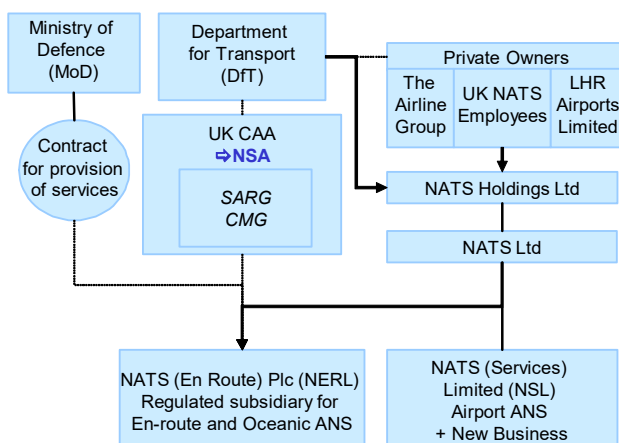 Ministry of
Defence
(MoD)
Department
for Transport
(DfT)
Private Owners
The
Airline
Group
UK NATS
Employees
LHR
Airports
Limited
Contract
for provision
of services
UK CAA
⇨NSA
SARG
CMG
NATS Holdings Ltd
NATS Ltd
NATS (En Route) Plc (NERL)
Regulated subsidiary for
En-route and Oceanic ANS
NATS (Services)
Limited (NSL)
Airport ANS
+ New Business